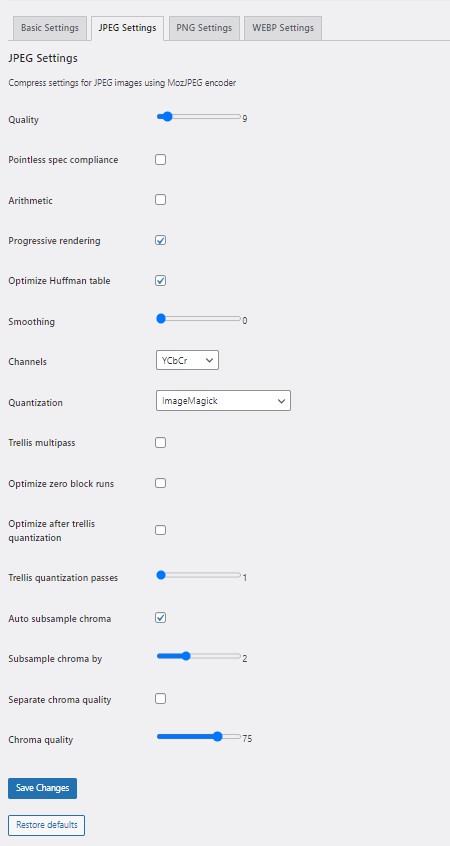 Basic Settings JPEG Settings PNG Settings WEBP Settings
JPEG Settings
Compress settings for JPEG images using MozJPEG encoder
Quality 9
Pointless spec compliance
Arithmetic
Progressive rendering
Optimize Huffman table
Smoothing 0
Channels YCbCr
Quantization ImageMagick
Trellis multipass
Optimize zero block runs
Optimize after trellis
quantization
Trellis quantization passes 1
Auto subsample chroma
Subsample chroma by 2
Separate chroma quality
Chroma quality 75
Save Changes
Restore defaults